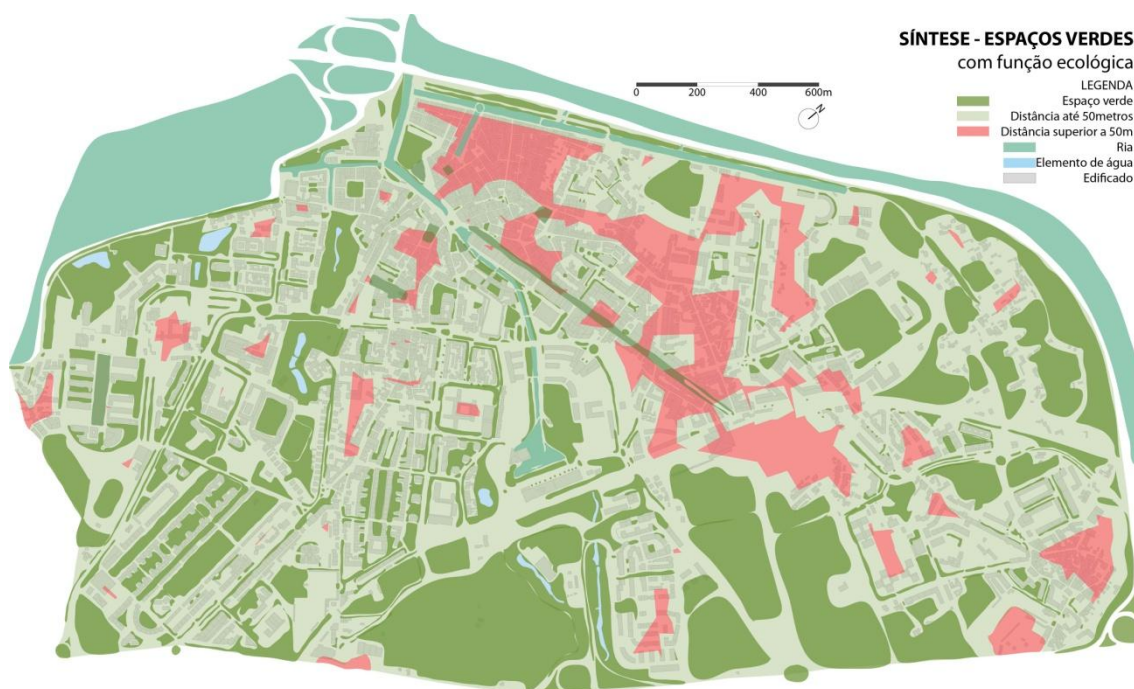 SÍNTESE - ESPAÇOS VERDES
com função ecológica
LEGENDA
Espaço verde
Distância até 50metros
Distância superior a 50m
Ria
Elemento de água
Edificado
0 200 400 600m
N